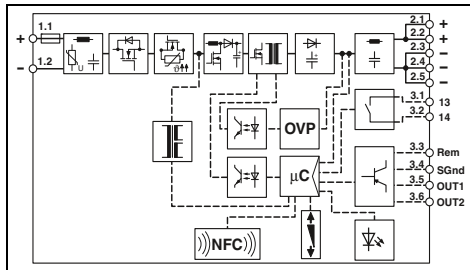 + 1.1
− 1.2
U
ϑ
+
+
OVP
µC
NFC
2.1 +
2.2 +
2.3 −
2.4 −
2.5 −
3.1 13
3.2 14
3.3 Rem
3.4 SGnd
3.5 OUT1
3.6 OUT2